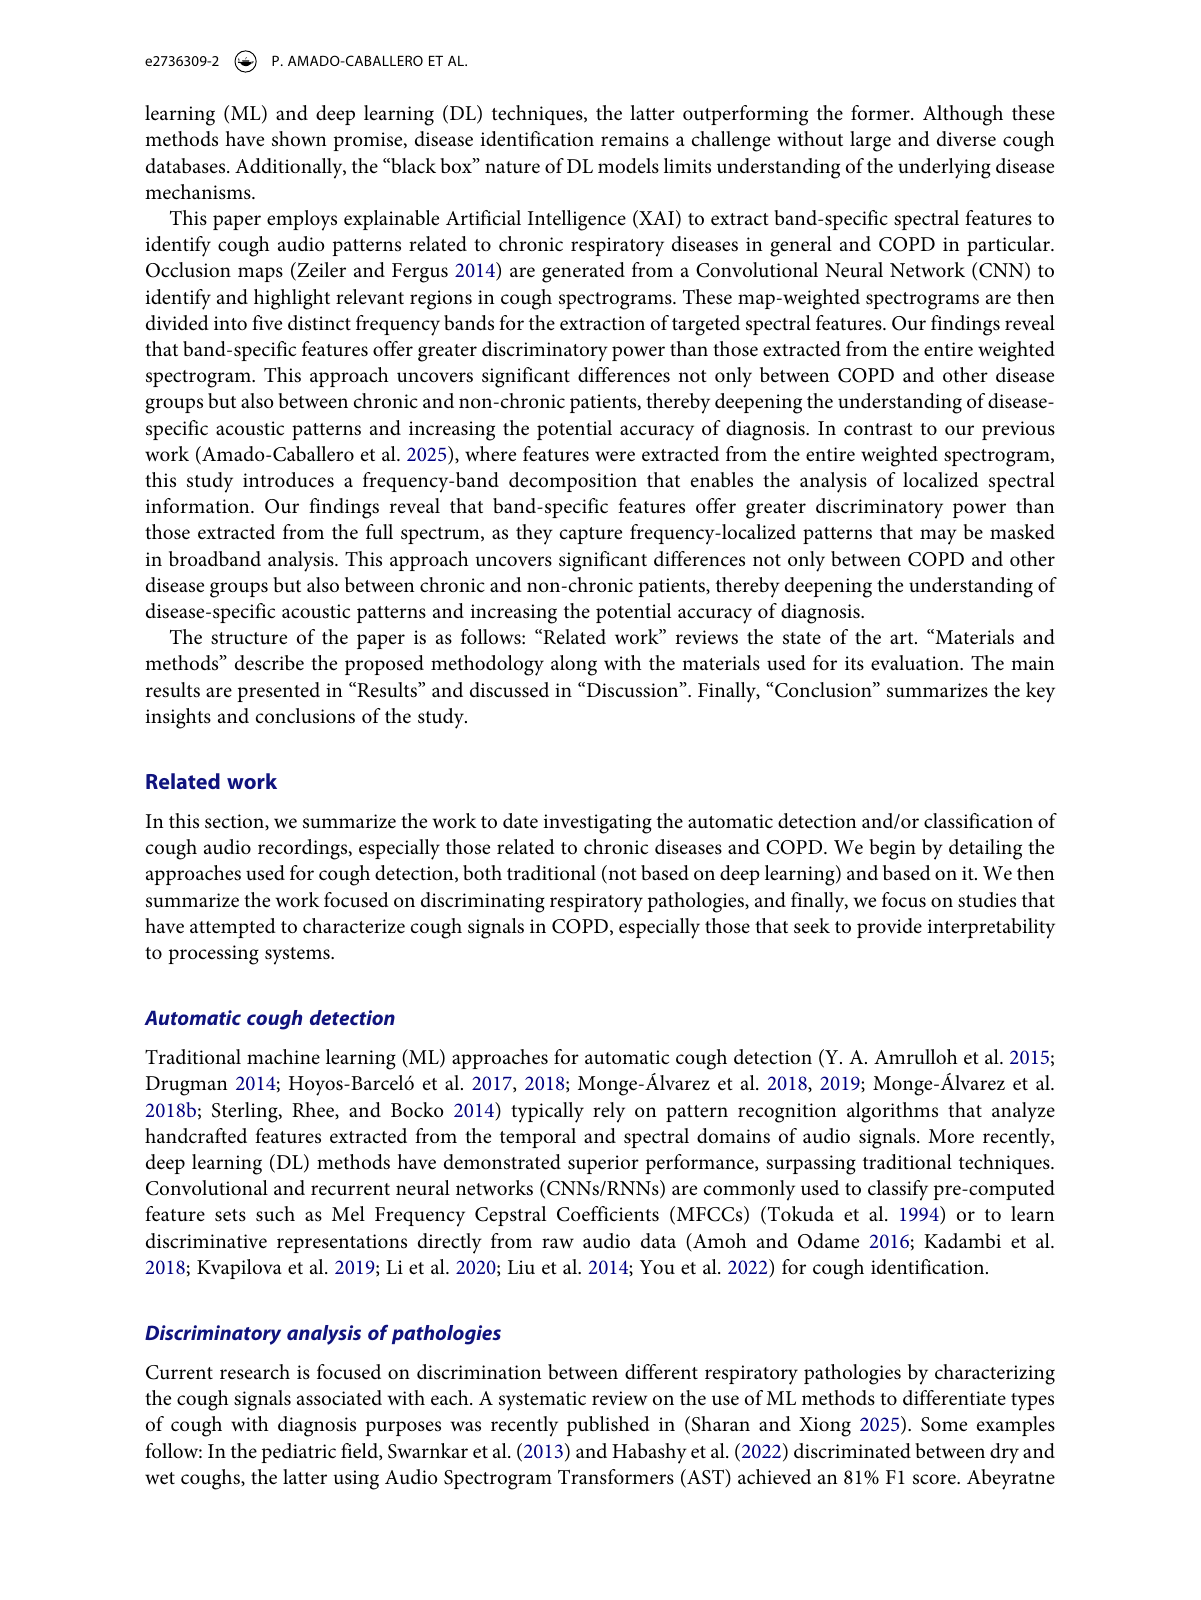 e2736309-2 P. AMADO-CABALLERO ET AL.
learning (ML) and deep learning (DL) techniques, the latter outperforming the former. Although these
methods have shown promise, disease identification remains a challenge without large and diverse cough
databases. Additionally, the “black box” nature of DL models limits understanding of the underlying disease
mechanisms.
This paper employs explainable Artificial Intelligence (XAI) to extract band-specific spectral features to
identify cough audio patterns related to chronic respiratory diseases in general and COPD in particular.
Occlusion maps (Zeiler and Fergus 2014) are generated from a Convolutional Neural Network (CNN) to
identify and highlight relevant regions in cough spectrograms. These map-weighted spectrograms are then
divided into five distinct frequency bands for the extraction of targeted spectral features. Our findings reveal
that band-specific features offer greater discriminatory power than those extracted from the entire weighted
spectrogram. This approach uncovers significant differences not only between COPD and other disease
groups but also between chronic and non-chronic patients, thereby deepening the understanding of disease-
specific acoustic patterns and increasing the potential accuracy of diagnosis. In contrast to our previous
work (Amado-Caballero et al. 2025), where features were extracted from the entire weighted spectrogram,
this study introduces a frequency-band decomposition that enables the analysis of localized spectral
information. Our findings reveal that band-specific features offer greater discriminatory power than
those extracted from the full spectrum, as they capture frequency-localized patterns that may be masked
in broadband analysis. This approach uncovers significant differences not only between COPD and other
disease groups but also between chronic and non-chronic patients, thereby deepening the understanding of
disease-specific acoustic patterns and increasing the potential accuracy of diagnosis.
The structure of the paper is as follows: “Related work” reviews the state of the art. “Materials and
methods” describe the proposed methodology along with the materials used for its evaluation. The main
results are presented in “Results” and discussed in “Discussion”. Finally, “Conclusion” summarizes the key
insights and conclusions of the study.
Related work
In this section, we summarize the work to date investigating the automatic detection and/or classification of
cough audio recordings, especially those related to chronic diseases and COPD. We begin by detailing the
approaches used for cough detection, both traditional (not based on deep learning) and based on it. We then
summarize the work focused on discriminating respiratory pathologies, and finally, we focus on studies that
have attempted to characterize cough signals in COPD, especially those that seek to provide interpretability
to processing systems.
Automatic cough detection
Traditional machine learning (ML) approaches for automatic cough detection (Y. A. Amrulloh et al. 2015;
Drugman 2014; Hoyos-Barceló et al. 2017, 2018; Monge-Álvarez et al. 2018, 2019; Monge-Álvarez et al.
2018b; Sterling, Rhee, and Bocko 2014) typically rely on pattern recognition algorithms that analyze
handcrafted features extracted from the temporal and spectral domains of audio signals. More recently,
deep learning (DL) methods have demonstrated superior performance, surpassing traditional techniques.
Convolutional and recurrent neural networks (CNNs/RNNs) are commonly used to classify pre-computed
feature sets such as Mel Frequency Cepstral Coefficients (MFCCs) (Tokuda et al. 1994) or to learn
discriminative representations directly from raw audio data (Amoh and Odame 2016; Kadambi et al.
2018; Kvapilova et al. 2019; Li et al. 2020; Liu et al. 2014; You et al. 2022) for cough identification.
Discriminatory analysis of pathologies
Current research is focused on discrimination between different respiratory pathologies by characterizing
the cough signals associated with each. A systematic review on the use of ML methods to differentiate types
of cough with diagnosis purposes was recently published in (Sharan and Xiong 2025). Some examples
follow: In the pediatric field, Swarnkar et al. (2013) and Habashy et al. (2022) discriminated between dry and
wet coughs, the latter using Audio Spectrogram Transformers (AST) achieved an 81% F1 score. Abeyratne